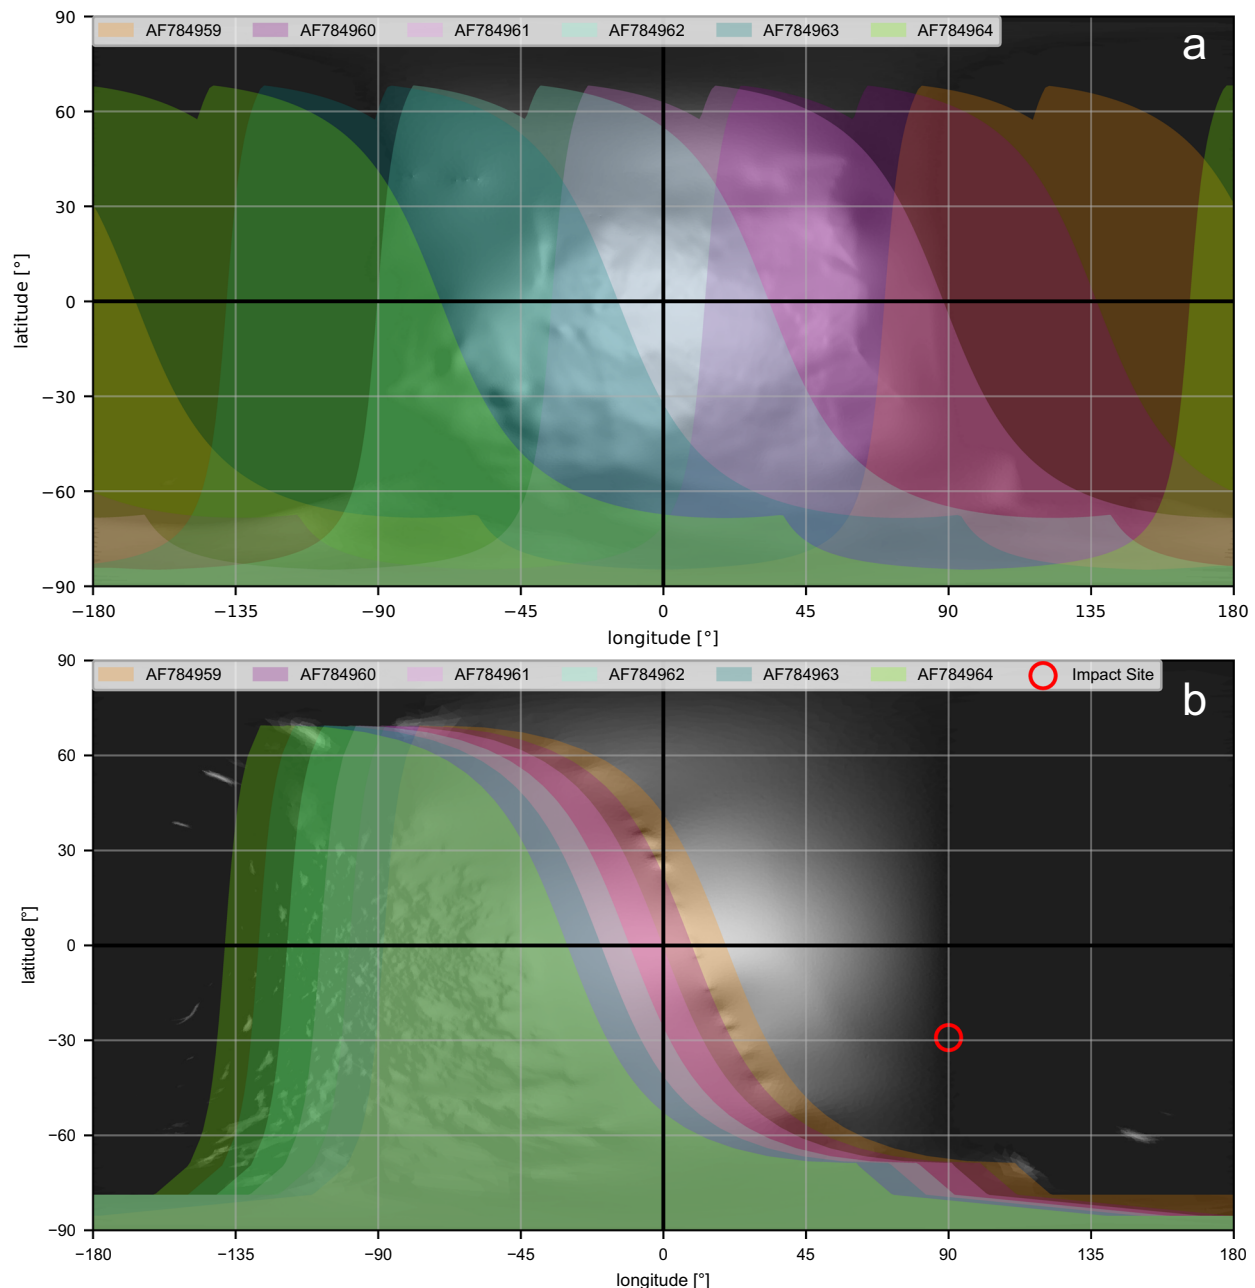 90
AF784959 AF784960 AF784961 AF784962 AF784963 AF784964
a
60
30
0
−30
−60
−90
latitude [°]
−180 −135 −90 −45 0 45 90 135 180
longitude [°]
90
AF784959 AF784960 AF784961 AF784962 AF784963 AF784964 Impact Site
b
60
30
0
−30
−60
−90
latitude [°]
−180 −135 −90 −45 0 45 90 135 180
longitude [°]